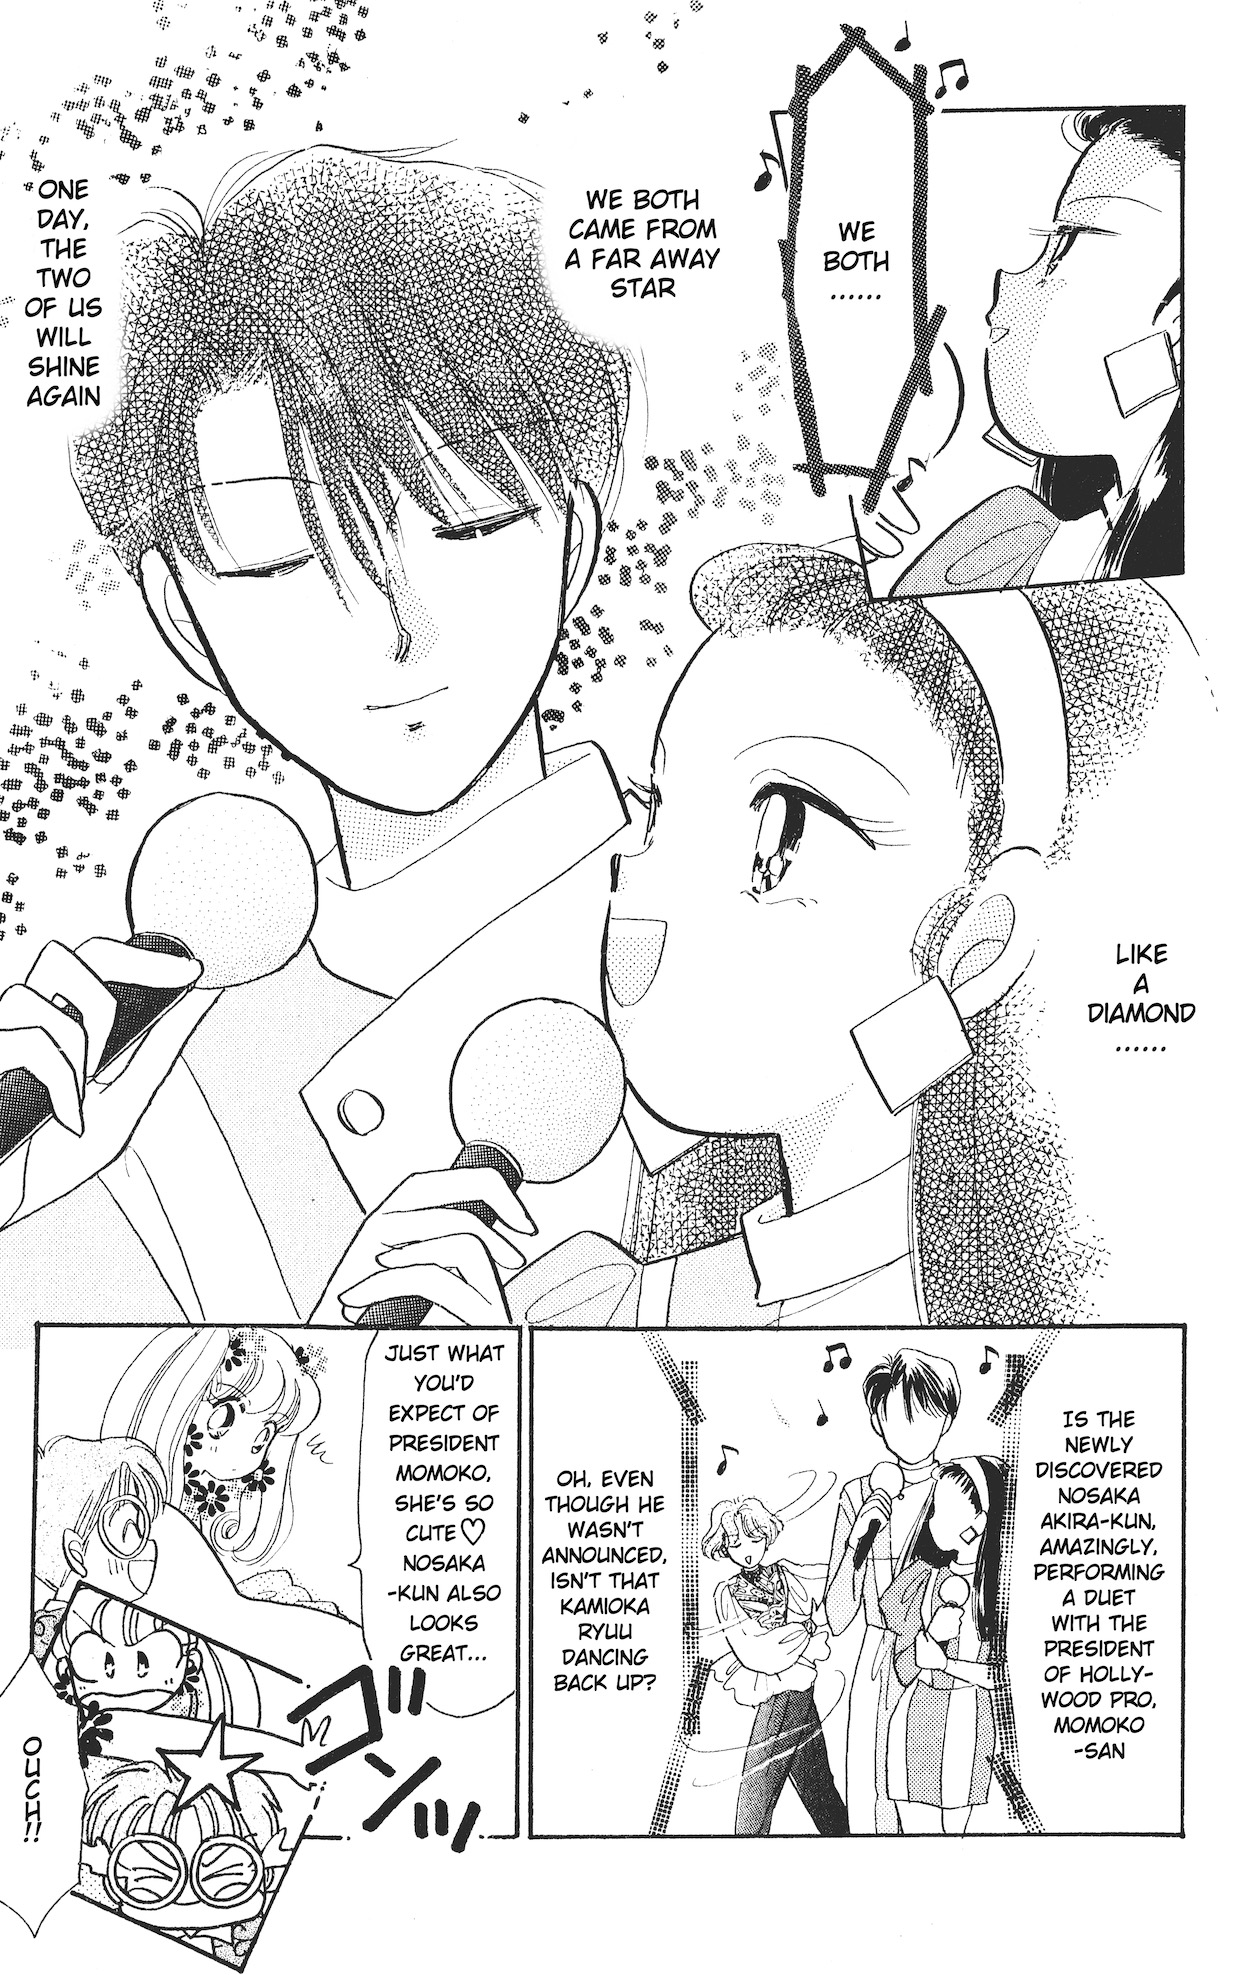 WE
BOTH
......
WE BOTH
CAME FROM
A FAR AWAY
STAR
ONE
DAY,
THE
TWO
OF US
WILL
SHINE
AGAIN
LIKE
A
DIAMOND
......
IS THE
NEWLY
DISCOVERED
NOSAKA
AKIRA-KUN,
AMAZINGLY,
PERFORMING
A DUET
WITH THE
PRESIDENT
OF HOLLY-
WOOD PRO,
MOMOKO
-SAN
OH, EVEN
THOUGH HE
WASN'T
ANNOUNCED,
ISN'T THAT
KAMIOKA
RYUU
DANCING
BACK UP?
JUST WHAT
YOU'D
EXPECT OF
PRESIDENT
MOMOKO,
SHE'S SO
CUTE♡
NOSAKA
-KUN ALSO
LOOKS
GREAT...
ゴンッ
OUCH!!